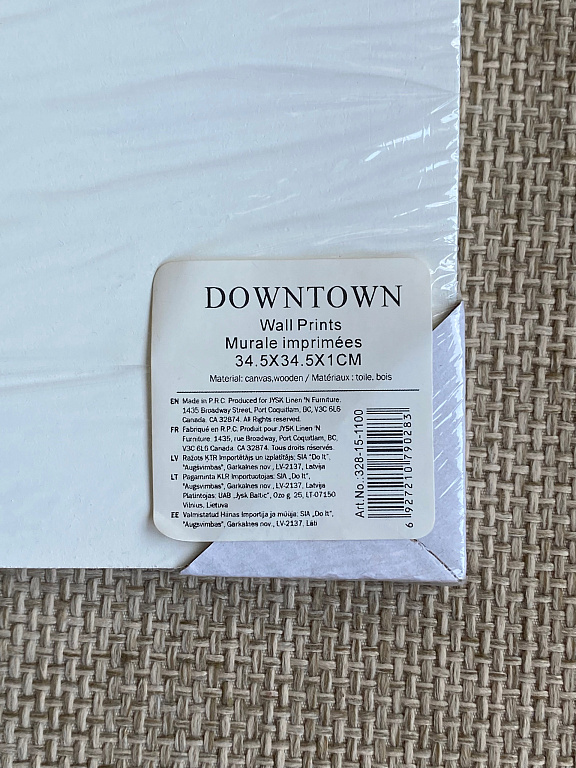 DOWNTOWN
Wall Prints
Murale imprimées
34.5X34.5X1CM
Material: canvas,wooden / Matériaux : toile, bois
EN Made in P.R.C. Produced for JYSK Linen 'N Furniture.
1435 Broadway Street, Port Coquitlam, BC, V3C 6L6
Canada. CA 32874. All Rights reserved.
FR Fabriqué en R.P.C. Produit pour JYSK Linen 'N
Furniture. 1435, rue Broadway, Port Coquitlam, BC,
V3C 6L6 Canada. CA 32874. Tous droits réservés.
LV Ražots ĶTR Importētājs un izplatītājs: SIA „Do It",
"Augšvimbas", Garkalnes nov., LV-2137, Latvija
LT Pagaminta KLR Importuotojas: SIA „Do It",
"Augšvimbas", Garkalnes nov., LV-2137, Latvija
Platintojas: UAB „Jysk Baltic", Ozo g. 25, LT-07150
Vilnius, Lietuva
EE Valmistatud Hiinas Importija ja müüja: SIA „Do It",
"Augšvimbas", Garkalnes nov., LV-2137, Läti
Art.No.:328-15-1100
6 927210 790283